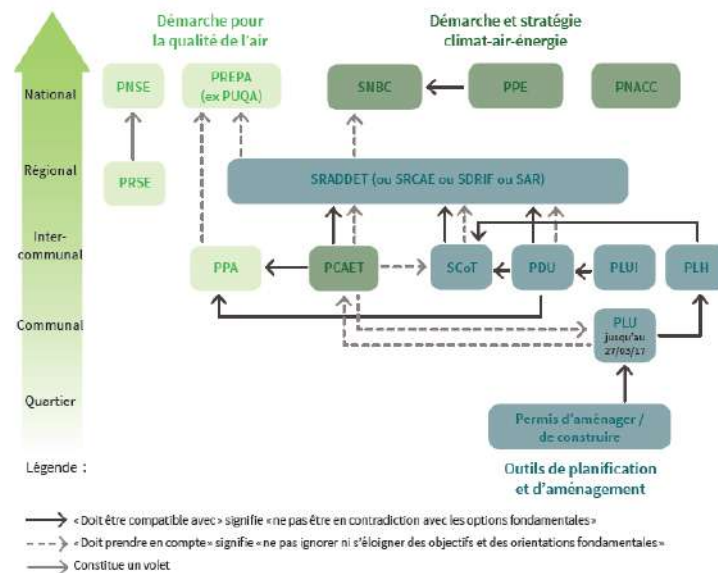 Démarche pour
la qualité de l'air
Démarche et stratégie
climat-air-énergie
National
PNSE
PREPA
(ex PUQA)
SNBC
PPE
PNACC
Régional
PRSE
SRADDET (ou SRCAE ou SDRIF ou SAR)
Inter-
communal
PPA
PCAET
SCoT
PDU
PLUI
PLH
Communal
PLU
jusqu'au
27/03/17
Quartier
Permis d'aménager /
de construire
Légende :
Outils de planification
et d'aménagement
« Doit être compatible avec » signifie « ne pas être en contradiction avec les options fondamentales »
« Doit prendre en compte » signifie « ne pas ignorer ni s'éloigner des objectifs et des orientations fondamentales »
Constitue un volet